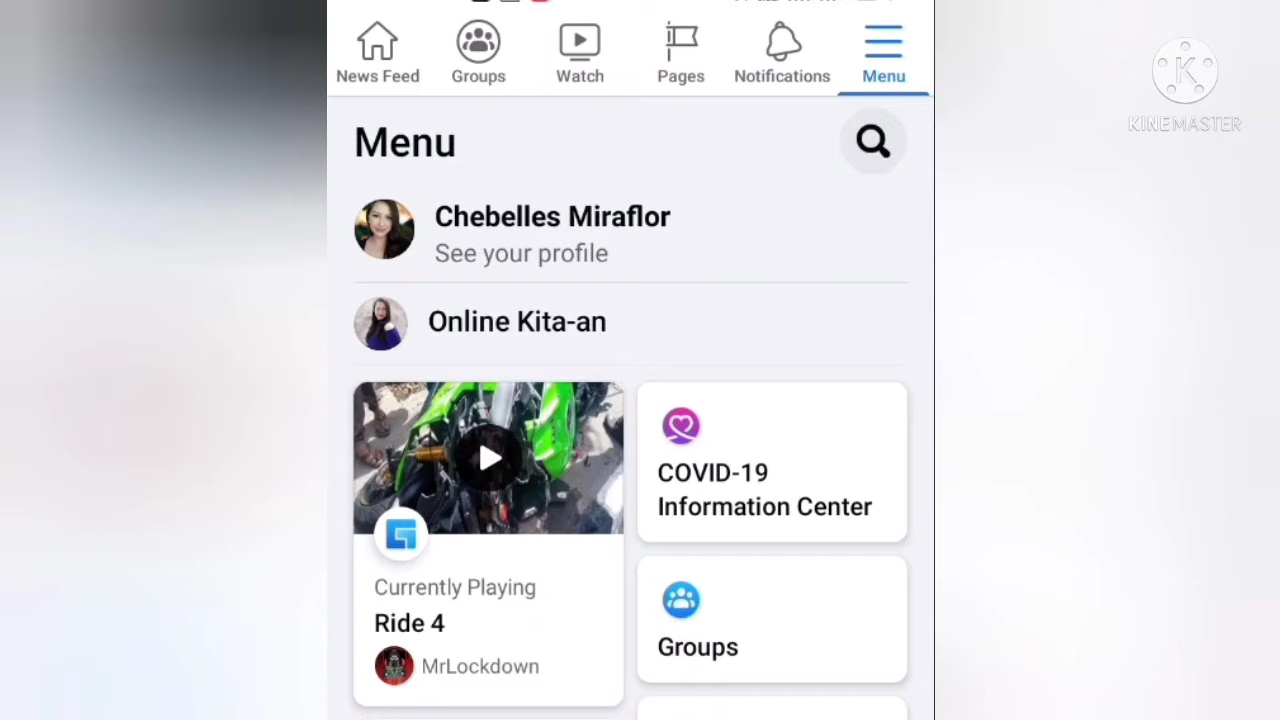 News Feed
Groups
Watch
Pages
Notifications
Menu
KINEMASTER
Menu
Chebelles Miraflor
See your profile
Online Kita-an
COVID-19
Information Center
Currently Playing
Ride 4
MrLockdown
Groups